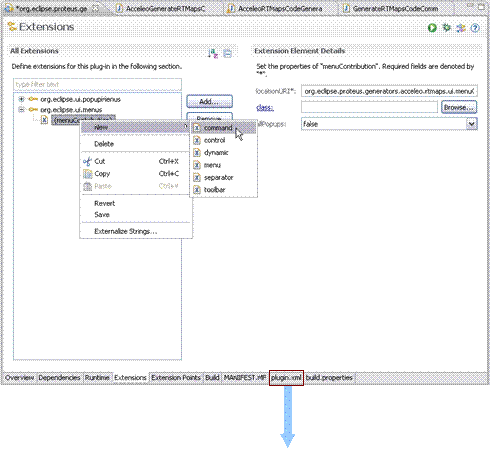 *org.eclipse.proteus.ge
AcceleoGenerateRTMapsC
AcceleoRTMapsCodeGenera
GenerateRTMapsCodeComm
Extensions
All Extensions
Define extensions for this plug-in in the following section.
type filter text
org.eclipse.ui.popupMenus
org.eclipse.ui.menus
(menuContribution)
Add...
Remove
New
Delete
Cut Ctrl+X
Copy Ctrl+C
Paste Ctrl+V
Revert
Save
Externalize Strings...
command
control
dynamic
menu
separator
toolbar
Extension Element Details
Set the properties of "menuContribution". Required fields are denoted by
"*".
locationURI*: org.eclipse.proteus.generators.acceleo.rtmaps.ui.menuC
class: Browse...
allPopups: false
Overview Dependencies Runtime Extensions Extension Points Build MANIFEST.MF plugin.xml build.properties